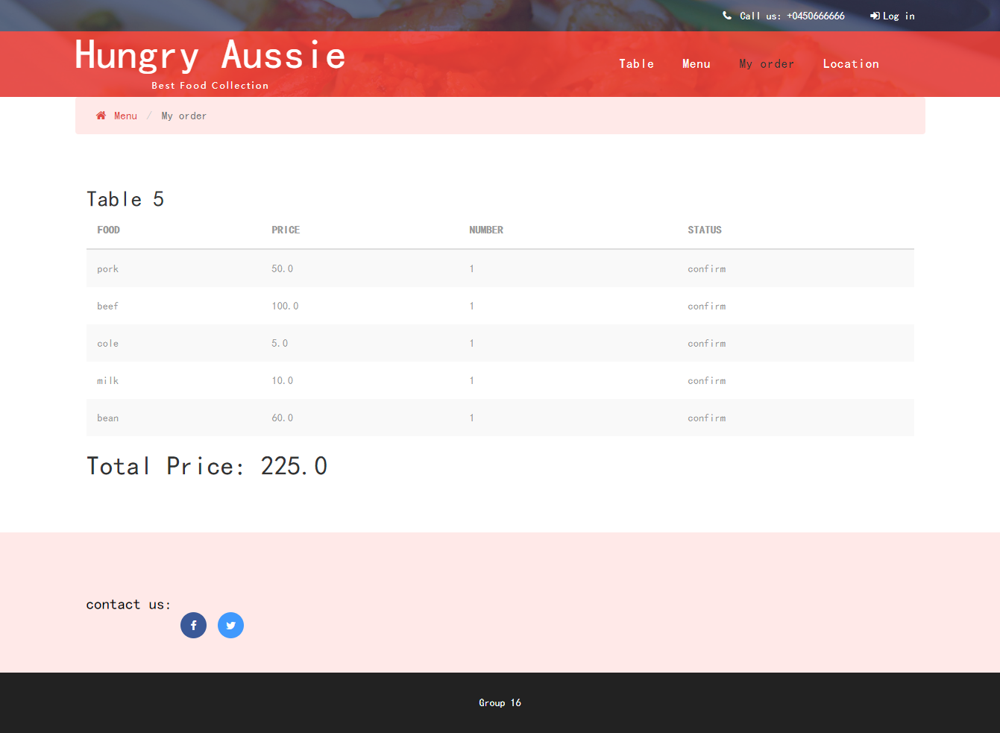 Call us: +0450666666 Log in
Hungry Aussie
Best Food Collection
Table Menu My order Location
Menu / My order
Table 5
FOOD PRICE NUMBER STATUS
pork 50.0 1 confirm
beef 100.0 1 confirm
cole 5.0 1 confirm
milk 10.0 1 confirm
bean 60.0 1 confirm
Total Price: 225.0
contact us:
Group 16